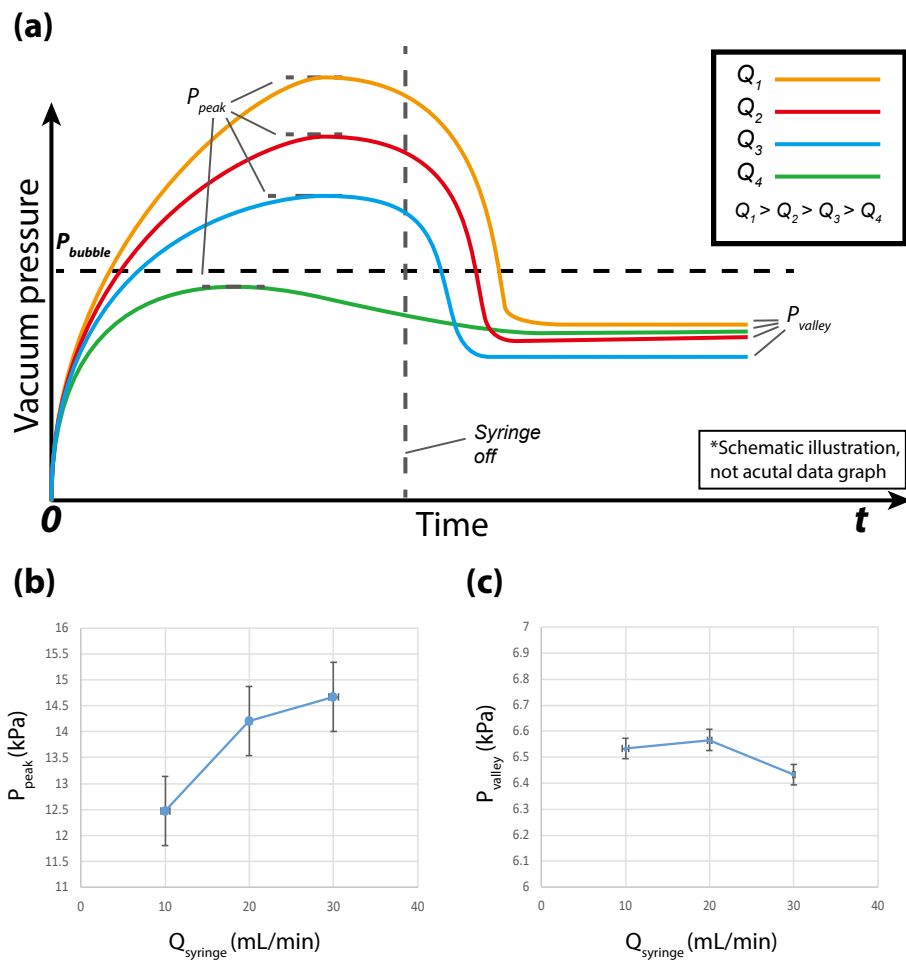 (a)
Vacuum pressure
P_peak
P_bubble
Q_1
Q_2
Q_3
Q_4
Q_1 > Q_2 > Q_3 > Q_4
P_valley
Syringe
off
*Schematic illustration,
not acutal data graph
0
Time
t
(b)
P_peak (kPa)
16
15.5
15
14.5
14
13.5
13
12.5
12
11.5
11
0
10
20
30
40
Q_syringe (mL/min)
(c)
P_valley (kPa)
7
6.9
6.8
6.7
6.6
6.5
6.4
6.3
6.2
6.1
6
0
10
20
30
40
Q_syringe (mL/min)